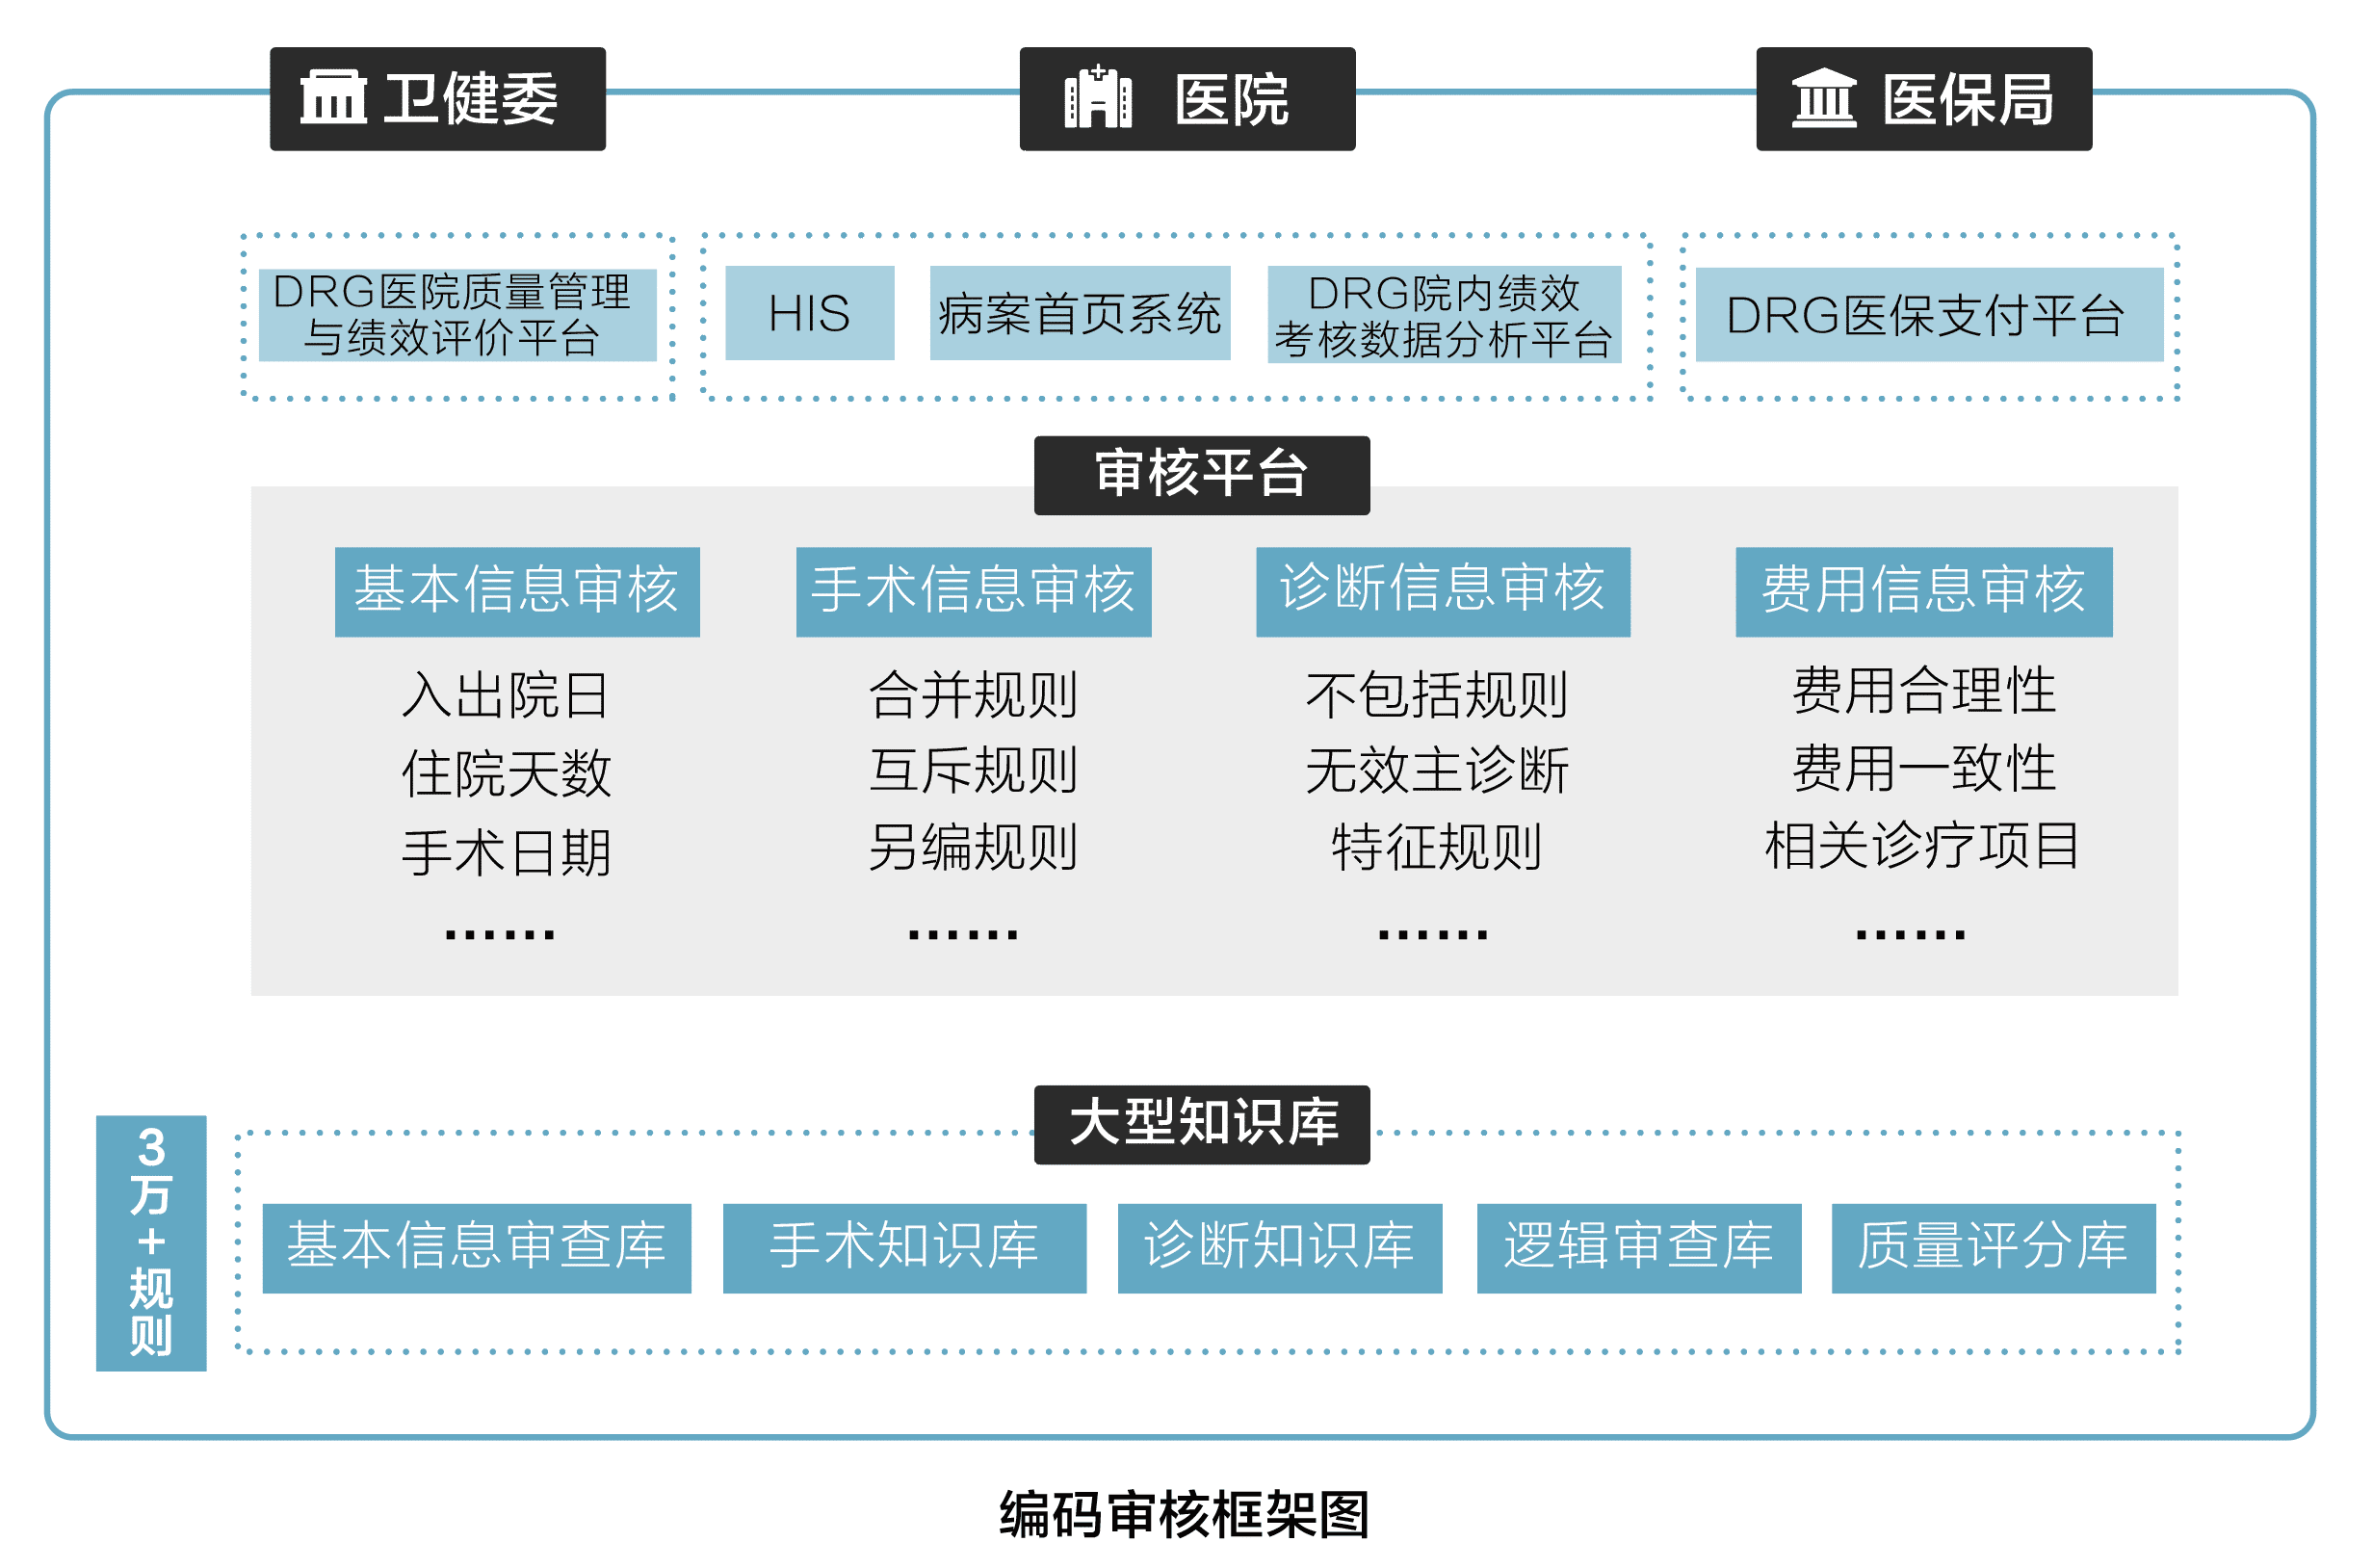 卫健委
医院
医保局
DRG医院质量管理
与绩效评价平台
HIS
病案首页系统
DRG院内绩效
考核数据分析平台
DRG医保支付平台
审核平台
基本信息审核
入出院日
住院天数
手术日期
……
手术信息审核
合并规则
互斥规则
另编规则
……
诊断信息审核
不包括规则
无效主诊断
特征规则
……
费用信息审核
费用合理性
费用一致性
相关诊疗项目
……
3万+规则
大型知识库
基本信息审查库
手术知识库
诊断知识库
逻辑审查库
质量评分库
编码审核框架图